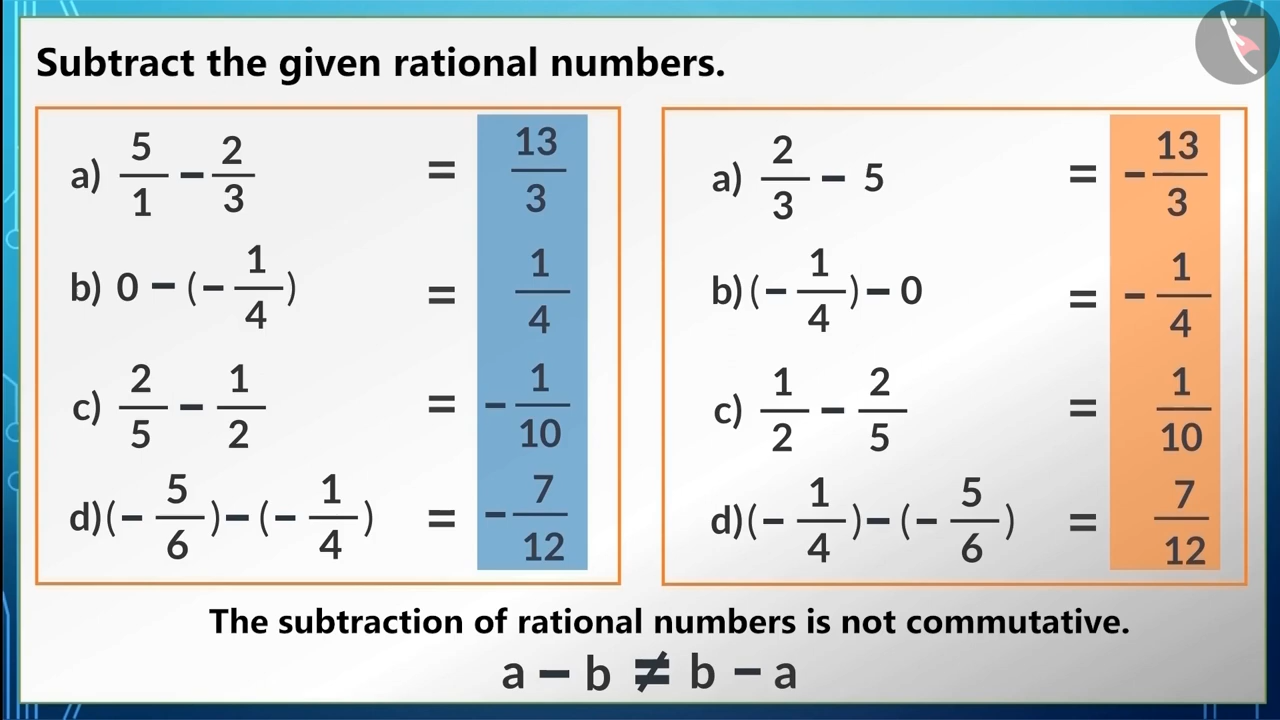 Subtract the given rational numbers.
a) 5/1 − 2/3 = 13/3
b) 0 − (− 1/4) = 1/4
c) 2/5 − 1/2 = − 1/10
d) (− 5/6) − (− 1/4) = − 7/12
a) 2/3 − 5 = − 13/3
b) (− 1/4) − 0 = − 1/4
c) 1/2 − 2/5 = 1/10
d) (− 1/4) − (− 5/6) = 7/12
The subtraction of rational numbers is not commutative.
a − b ≠ b − a